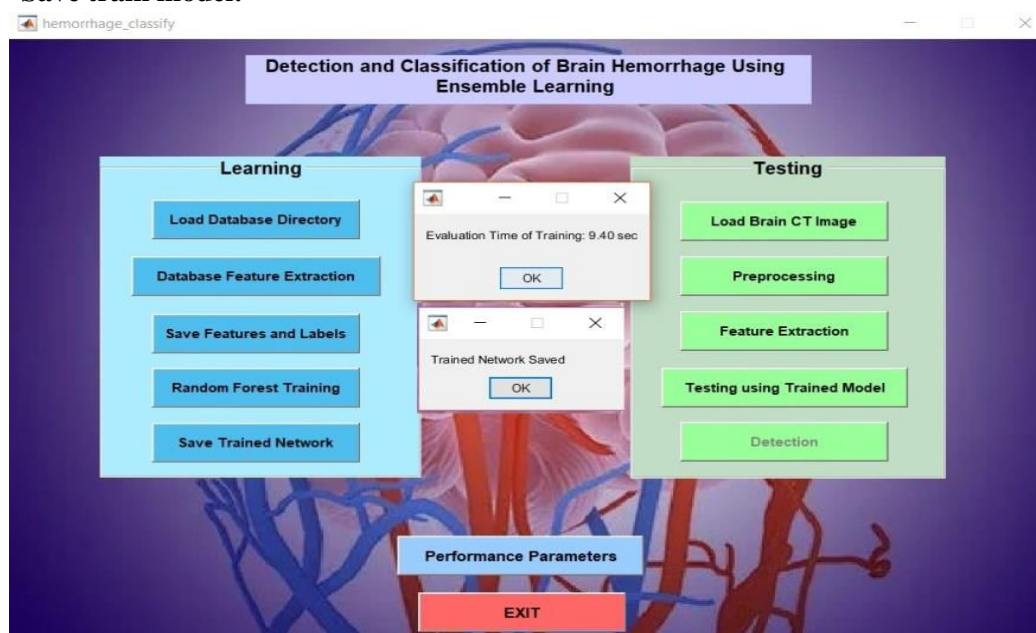 Save train model.
hemorrhage_classify
Detection and Classification of Brain Hemorrhage Using
Ensemble Learning
Learning
Load Database Directory
Database Feature Extraction
Save Features and Labels
Random Forest Training
Save Trained Network
Evaluation Time of Training: 9.40 sec
OK
Trained Network Saved
OK
Testing
Load Brain CT Image
Preprocessing
Feature Extraction
Testing using Trained Model
Detection
Performance Parameters
EXIT